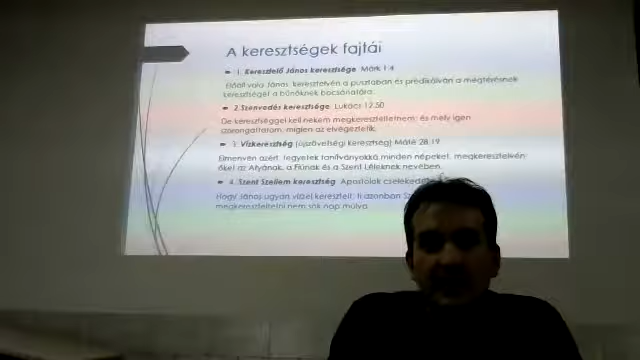 A keresztségek fajtái
1. Keresztelő János keresztsége Márk 1:4
Előáll vala János, keresztelvén a pusztában és prédikálván a megtérésnek
keresztségét a bűnöknek bocsánatára.
2. Szenvedés keresztsége Lukács 12:50
De keresztséggel kell nekem megkereszteltetnem; és mely igen
szorongattatom, míglen az elvégeztetik.
3. Vízkeresztség (újszövetségi keresztség) Máté 28:19
Elmenvén azért, tegyetek tanítványokká minden népeket, megkeresztelvén
őket az Atyának, a Fiúnak és a Szent Léleknek nevében.
4. Szent Szellem keresztség Apostolok
Hogy János ugyan vízzel keresztelt, ti azonban
megkereszteltetni nem sok nap múlva.